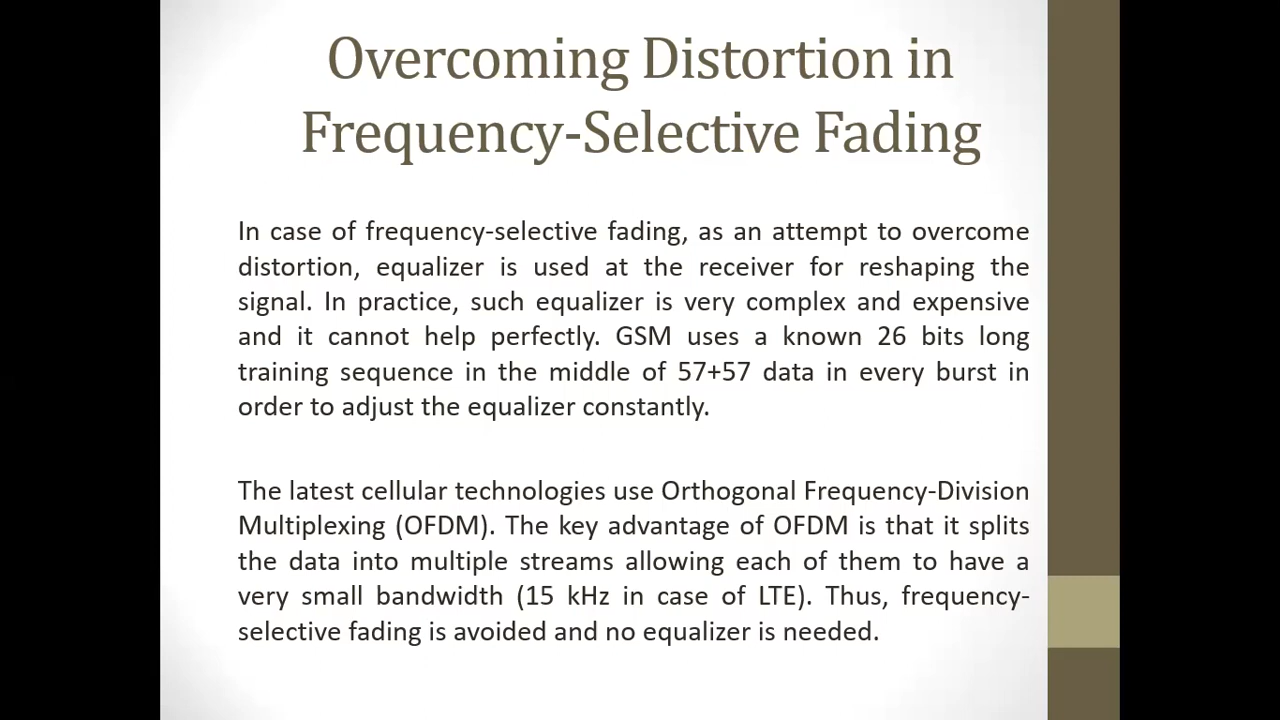 Overcoming Distortion in
Frequency-Selective Fading
In case of frequency-selective fading, as an attempt to overcome
distortion, equalizer is used at the receiver for reshaping the
signal. In practice, such equalizer is very complex and expensive
and it cannot help perfectly. GSM uses a known 26 bits long
training sequence in the middle of 57+57 data in every burst in
order to adjust the equalizer constantly.
The latest cellular technologies use Orthogonal Frequency-Division
Multiplexing (OFDM). The key advantage of OFDM is that it splits
the data into multiple streams allowing each of them to have a
very small bandwidth (15 kHz in case of LTE). Thus, frequency-
selective fading is avoided and no equalizer is needed.